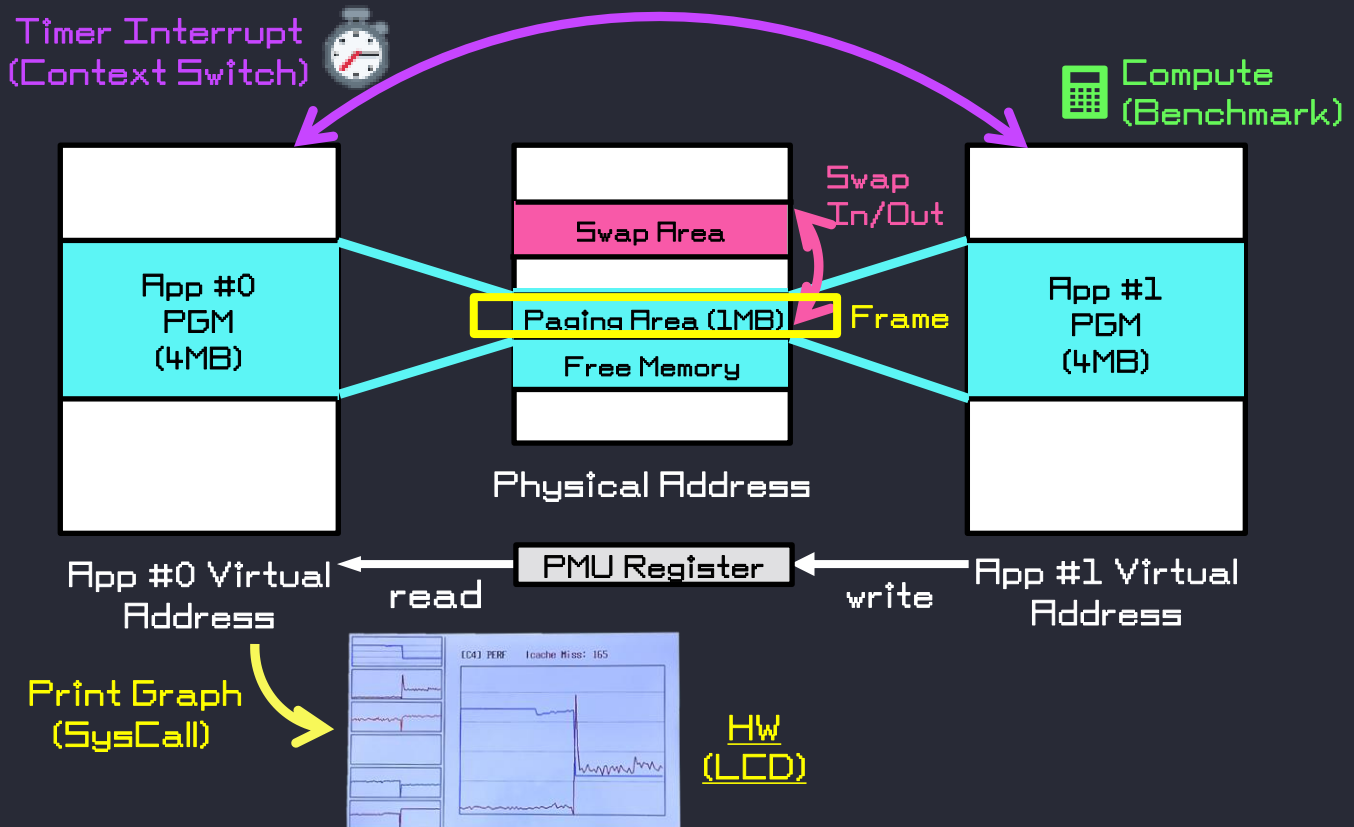 Timer Interrupt
(Context Switch)
Compute
(Benchmark)
Swap
In/Out
Swap Area
App #0
PGM
(4MB)
Paging Area (1MB)
Frame
Free Memory
App #1
PGM
(4MB)
Physical Address
PMU Register
read
write
App #0 Virtual
Address
App #1 Virtual
Address
[C4] PERF Icache Miss: 165
Print Graph
(SysCall)
HW
(LCD)